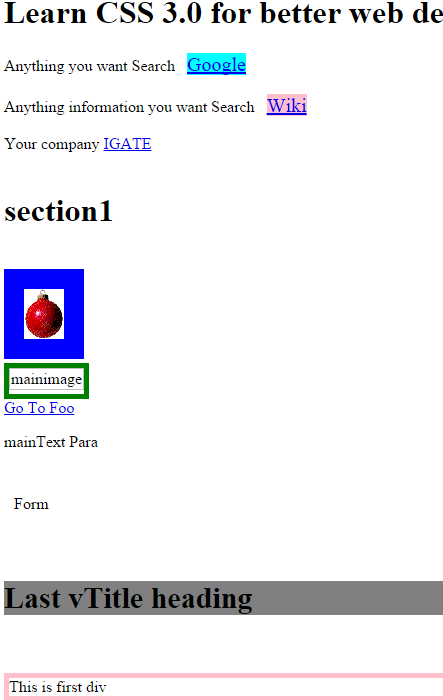 Learn CSS 3.0 for better web de
Anything you want Search Google
Anything information you want Search Wiki
Your company IGATE
section1
mainimage
Go To Foo
mainText Para
Form
Last vTitle heading
This is first div